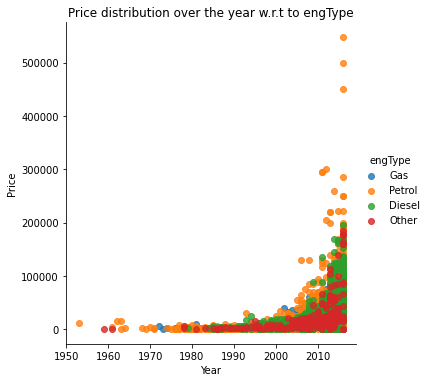 Price distribution over the year w.r.t to engType
500000
400000
300000
200000
100000
0
Price
1950 1960 1970 1980 1990 2000 2010
Year
engType
Gas
Petrol
Diesel
Other